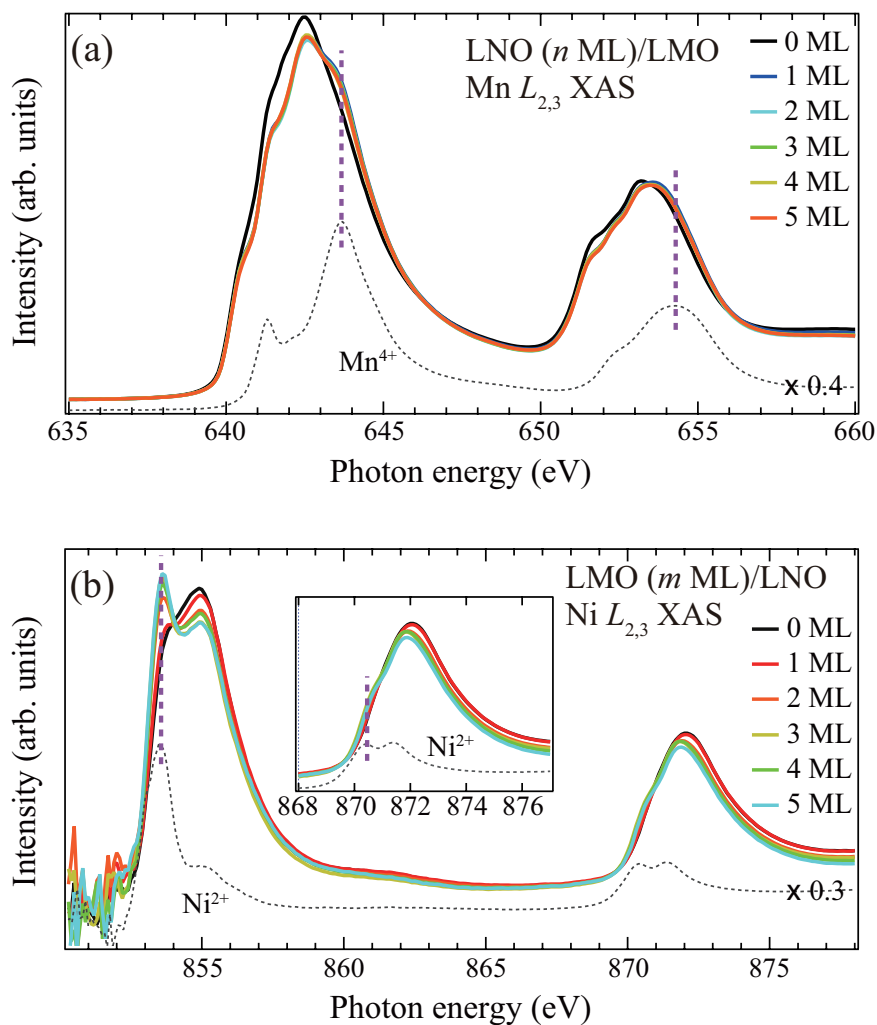 (a)
LNO (n ML)/LMO
Mn L2,3 XAS
0 ML
1 ML
2 ML
3 ML
4 ML
5 ML
Mn4+
x 0.4
Intensity (arb. units)
635 640 645 650 655 660
Photon energy (eV)
(b)
LMO (m ML)/LNO
Ni L2,3 XAS
0 ML
1 ML
2 ML
3 ML
4 ML
5 ML
Ni2+
868 870 872 874 876
Ni2+
x 0.3
Intensity (arb. units)
855 860 865 870 875
Photon energy (eV)